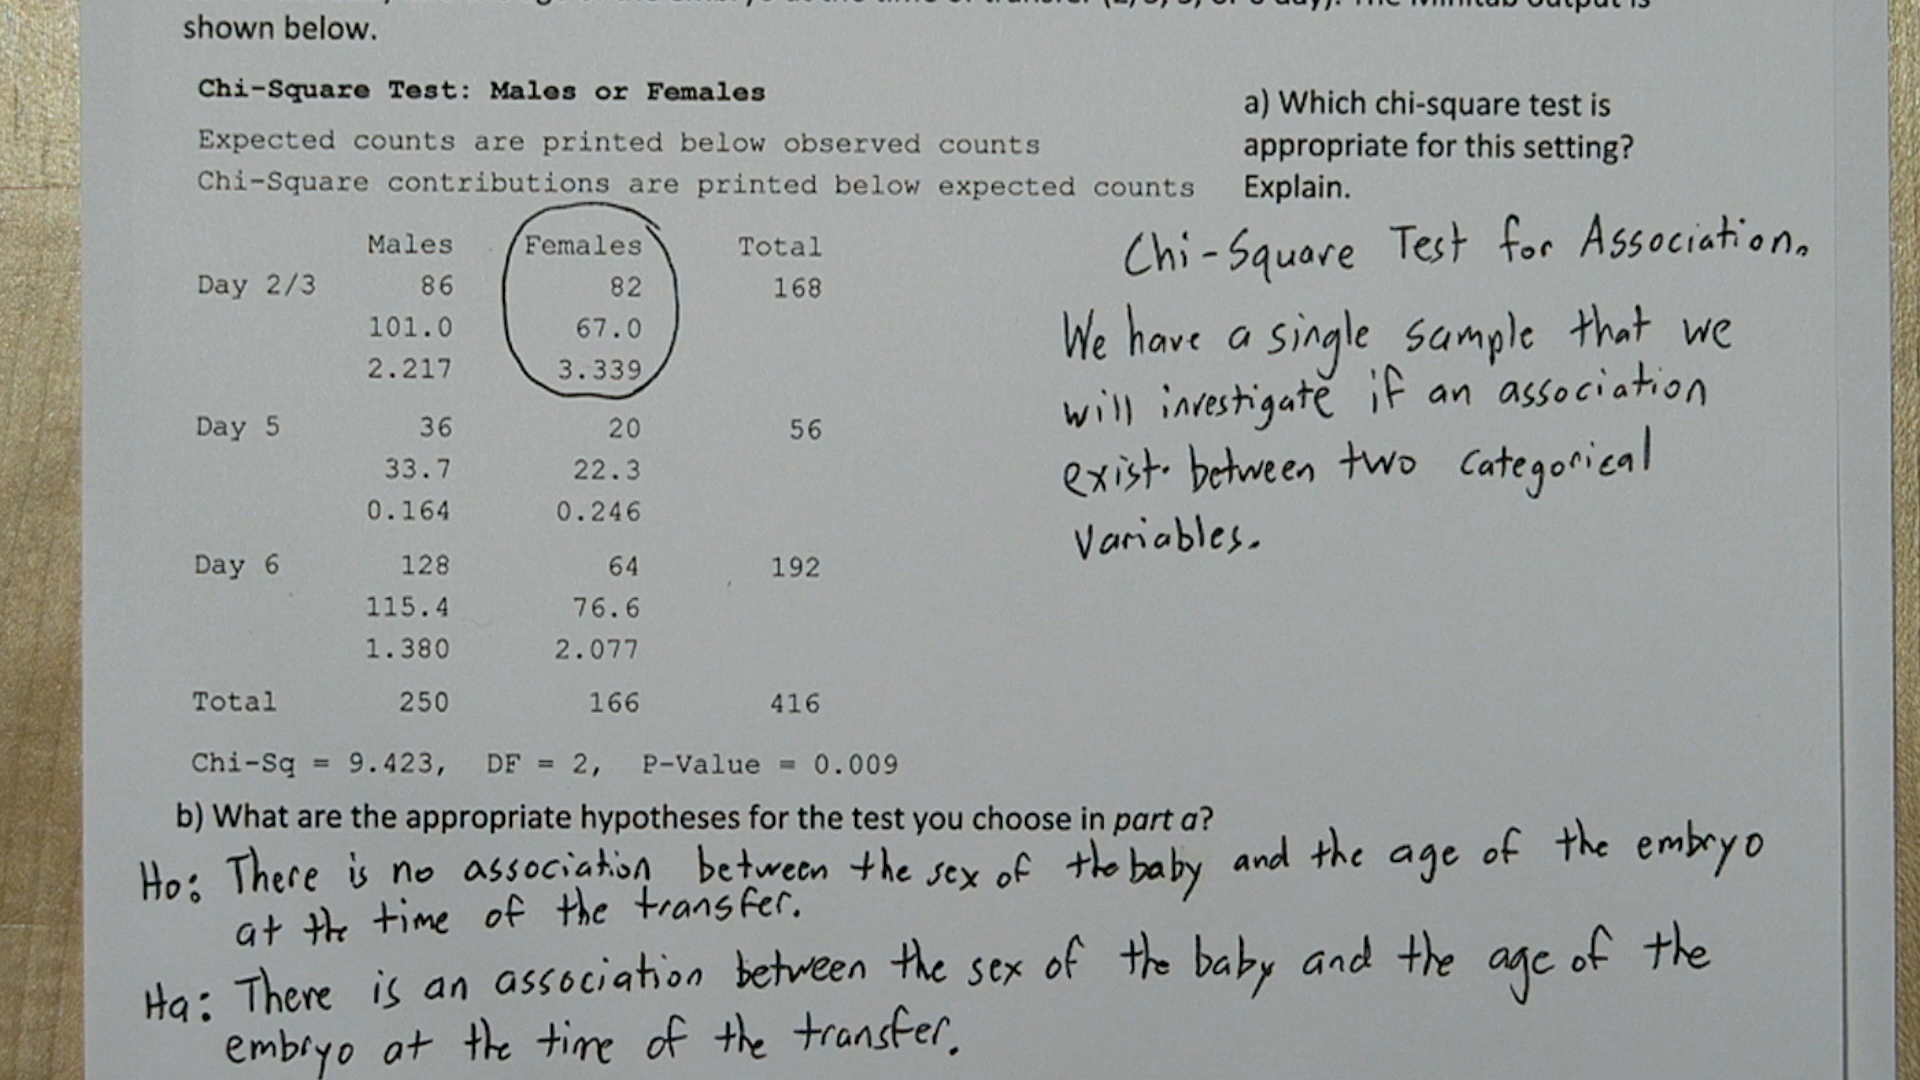 shown below.
Chi-Square Test: Males or Females
Expected counts are printed below observed counts
Chi-Square contributions are printed below expected counts
Males Females Total
Day 2/3 86 82 168
101.0 67.0
2.217 3.339
Day 5 36 20 56
33.7 22.3
0.164 0.246
Day 6 128 64 192
115.4 76.6
1.380 2.077
Total 250 166 416
Chi-Sq = 9.423, DF = 2, P-Value = 0.009
a) Which chi-square test is
appropriate for this setting?
Explain.
Chi-Square Test for Association.
We have a single sample that we
will investigate if an association
exist between two categorical
variables.
b) What are the appropriate hypotheses for the test you choose in part a?
Ho: There is no association between the sex of the baby and the age of the embryo
at the time of the transfer.
Ha: There is an association between the sex of the baby and the age of the
embryo at the time of the transfer.